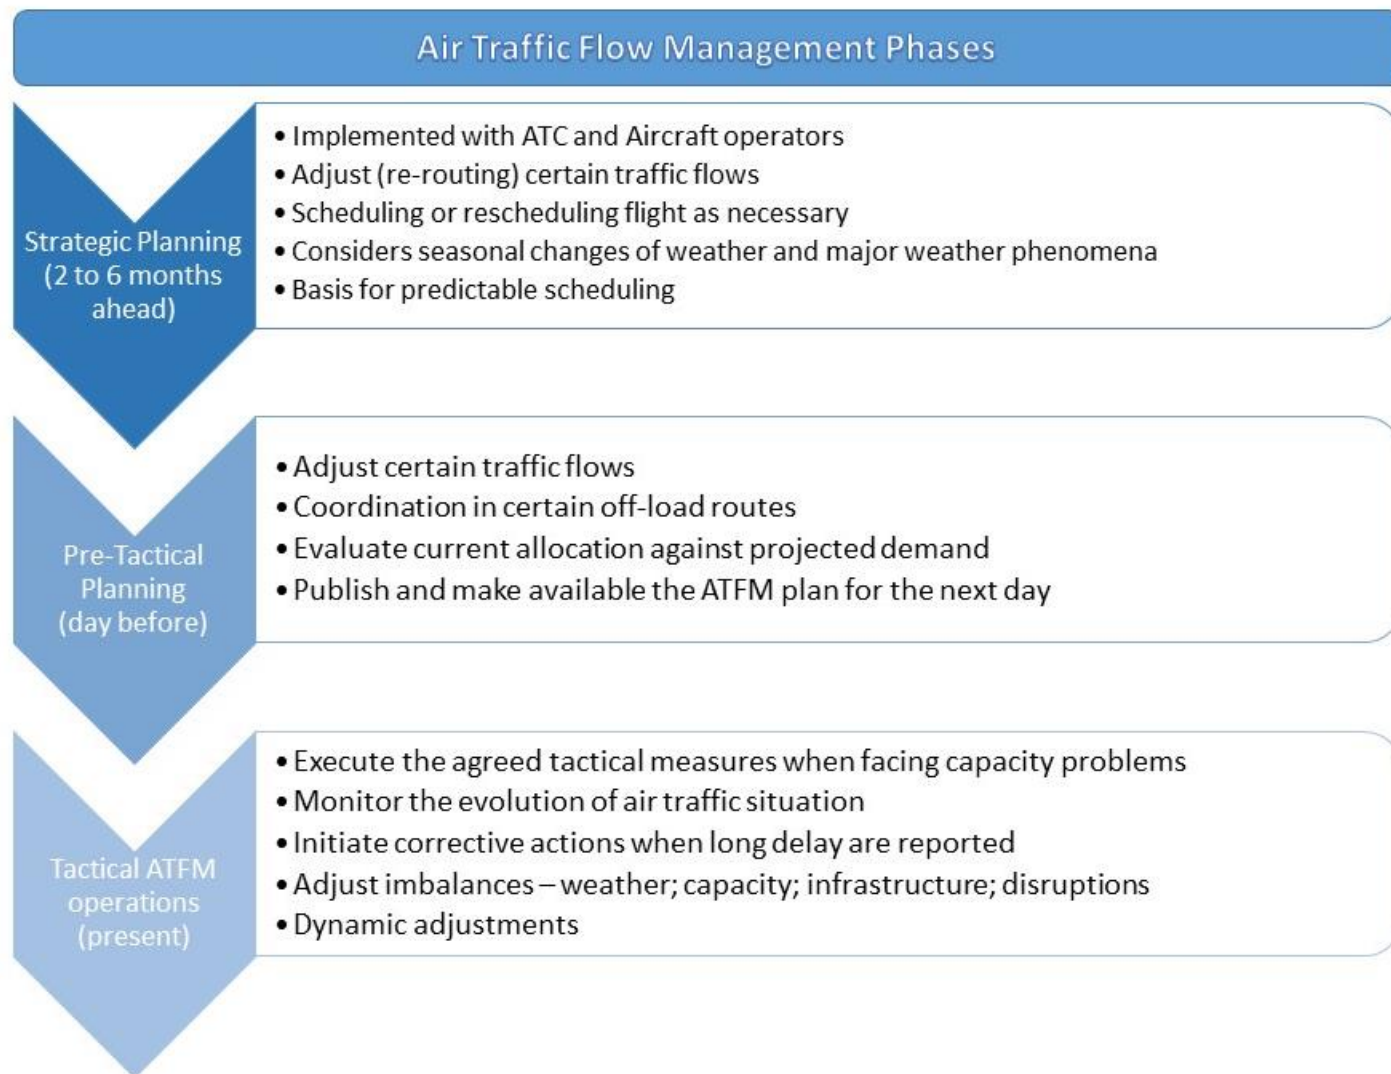 Air Traffic Flow Management Phases
Strategic Planning
(2 to 6 months
ahead)
• Implemented with ATC and Aircraft operators
• Adjust (re-routing) certain traffic flows
• Scheduling or rescheduling flight as necessary
• Considers seasonal changes of weather and major weather phenomena
• Basis for predictable scheduling
Pre-Tactical
Planning
(day before)
• Adjust certain traffic flows
• Coordination in certain off-load routes
• Evaluate current allocation against projected demand
• Publish and make available the ATFM plan for the next day
Tactical ATFM
operations
(present)
• Execute the agreed tactical measures when facing capacity problems
• Monitor the evolution of air traffic situation
• Initiate corrective actions when long delay are reported
• Adjust imbalances – weather; capacity; infrastructure; disruptions
• Dynamic adjustments